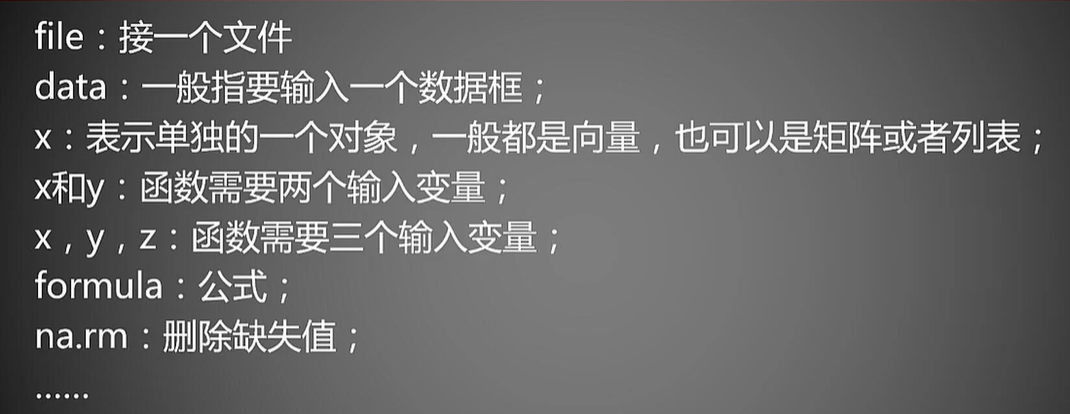 file：接一个文件
data：一般指要输入一个数据框；
x：表示单独的一个对象，一般都是向量，也可以是矩阵或者列表；
x和y：函数需要两个输入变量；
x，y，z：函数需要三个输入变量；
formula：公式；
na.rm：删除缺失值；
......